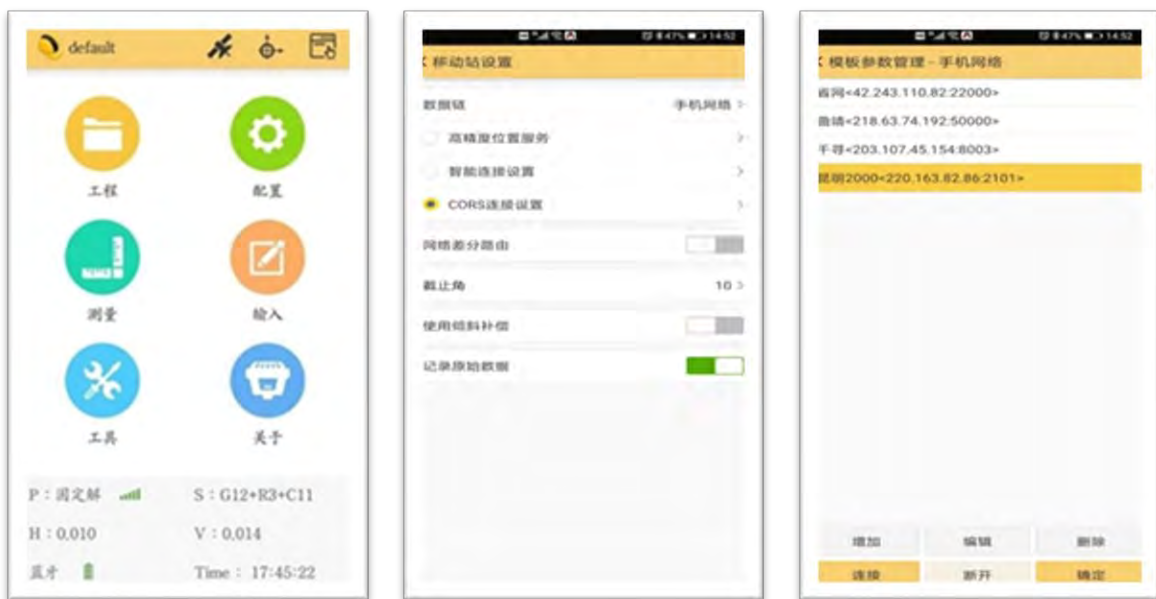 default
工程
配置
测量
输入
工具
关于
P：固定解
S：G12+R3+C11
H：0.010
V：0.014
蓝牙
Time： 17:45:22
47% 14:52
移动站设置
数据链 手机网络
高精度位置服务
智能连接设置
CORS连接设置
网络差分路由
截止角 10
使用倾斜补偿
记录原始数据
47% 14:52
模板参数管理-手机网络
省网<42.243.110.82:22000>
曲靖<218.63.74.192:50000>
千寻<203.107.45.154:8003>
昆明2000<220.163.82.86:2101>
增加 编辑 删除
连接 断开 确定